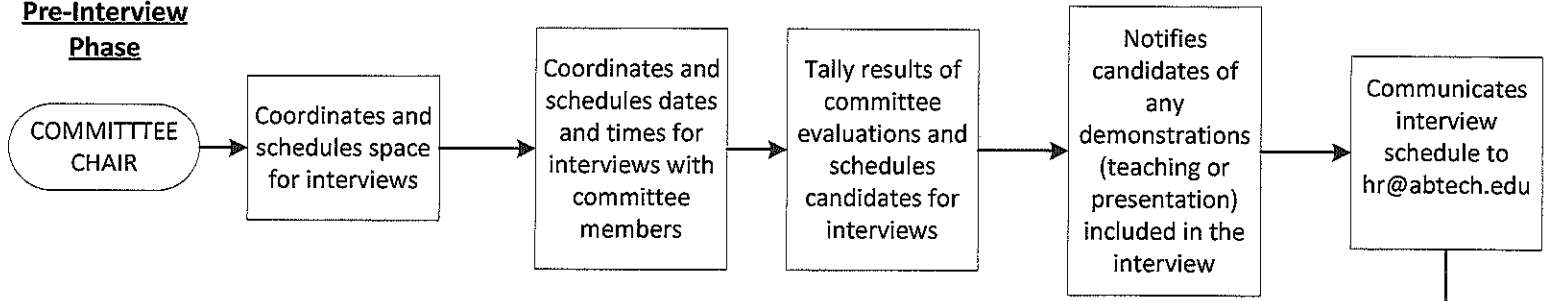 Pre-Interview
Phase
COMMITTTEE
CHAIR
Coordinates and
schedules space
for interviews
Coordinates and
schedules dates
and times for
interviews with
committee
members
Tally results of
committee
evaluations and
schedules
candidates for
interviews
Notifies
candidates of
any
demonstrations
(teaching or
presentation)
included in the
interview
Communicates
interview
schedule to
hr@abtech.edu